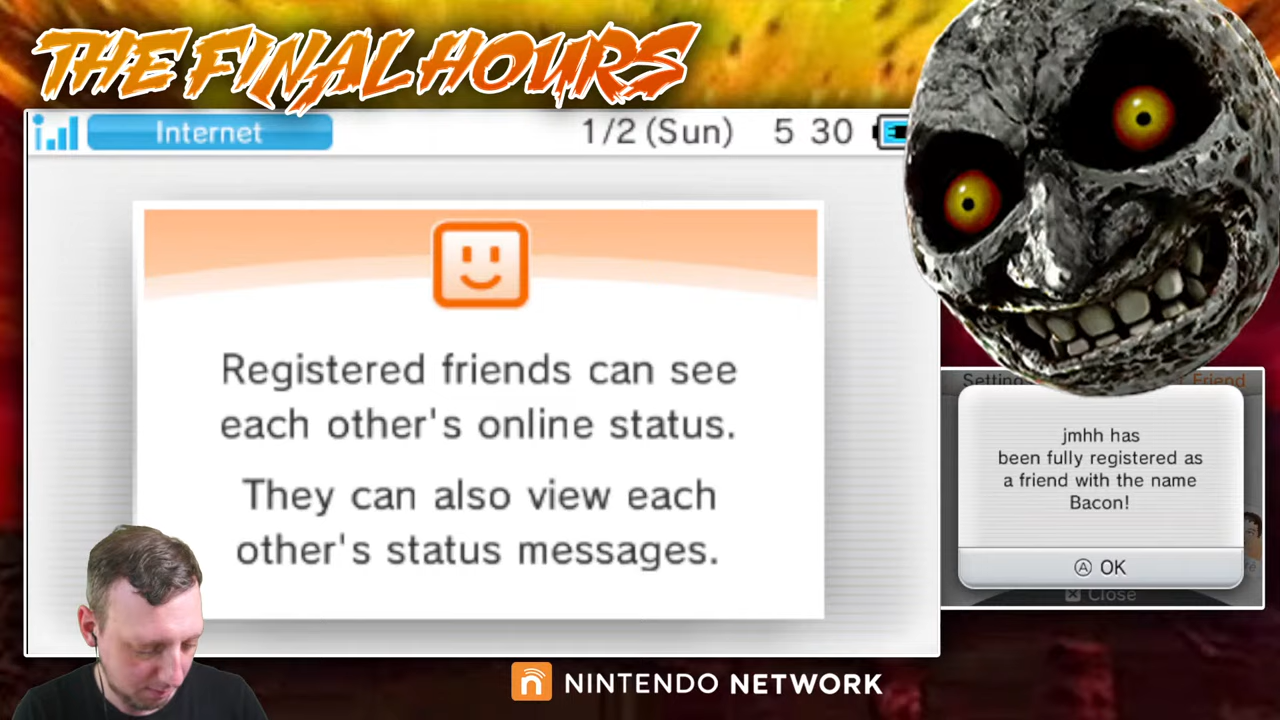 THE FINAL HOURS
Internet
1/2 (Sun) 5 30
Registered friends can see
each other's online status.
They can also view each
other's status messages.
Setting
Friend
jmhh has
been fully registered as
a friend with the name
Bacon!
Ⓐ OK
Close
NINTENDO NETWORK